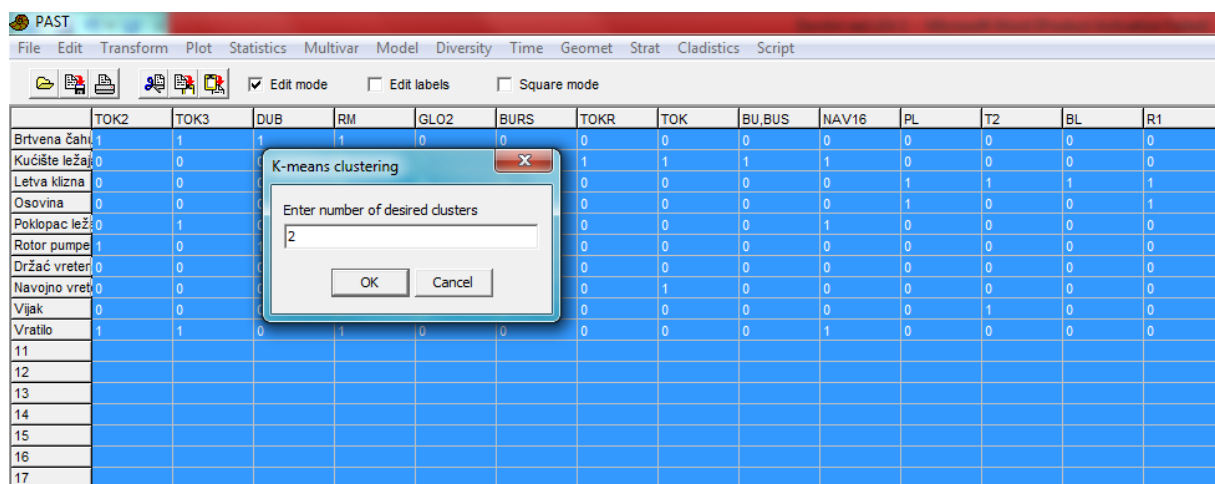 PAST
File Edit Transform Plot Statistics Multivar Model Diversity Time Geomet Strat Cladistics Script
Edit mode Edit labels Square mode
TOK2 TOK3 DUB RM GLO2 BURS TOKR TOK BU,BUS NAV16 PL T2 BL R1
Brtvena 1 1 1 1 0 0 0 0 0 0 0 0 0 0
Kućište 0 0 1 1 1 1 0 0 0 0
Letva klizna 0 0 0 0 0 0 1 1 1 1
Osovina 0 0 0 0 0 0 1 0 0 1
Poklopac 0 1 0 0 0 1 0 0 0 0
Rotor pumpe 1 0 0 0 0 0 0 0 0 0
Držač 0 0 0 0 0 0 0 0 0 0
Navojno 0 0 0 1 0 0 0 0 0 0
Vijak 0 0 0 0 0 0 0 1 0 0
Vratilo 1 1 0 1 0 0 0 0 0 1 0 0 0 0
11
12
13
14
15
16
17
K-means clustering
Enter number of desired clusters
2
OK Cancel